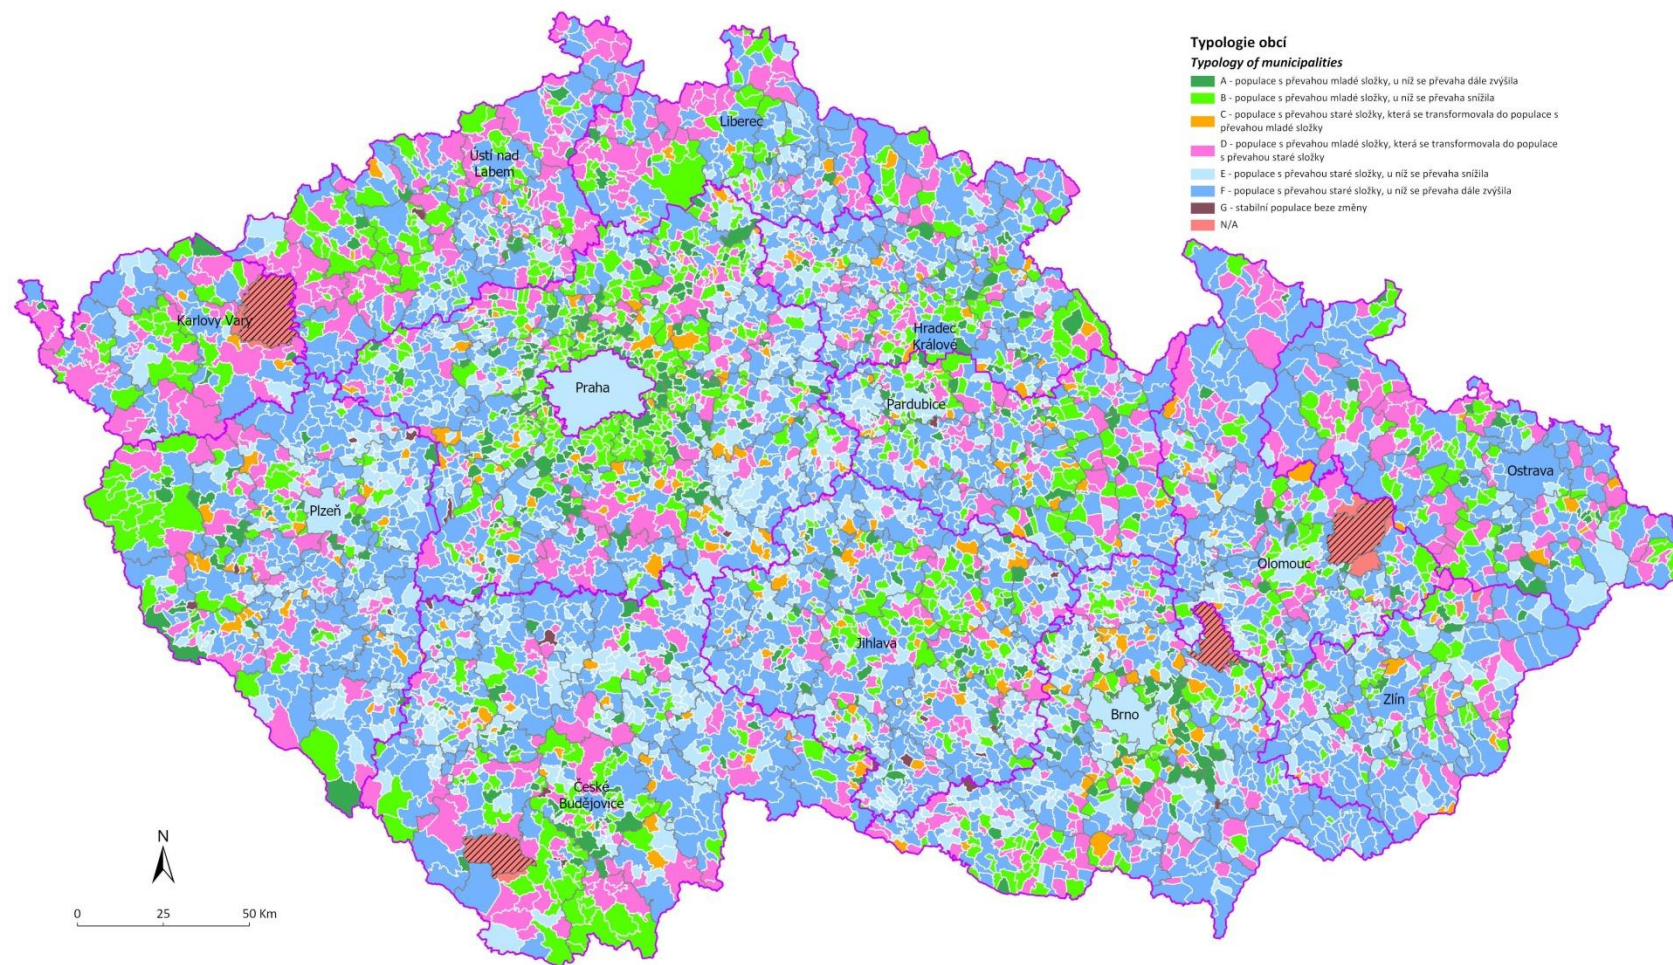 Typologie obcí
Typology of municipalities
A - populace s převahou mladé složky, u níž se převaha dále zvýšila
B - populace s převahou mladé složky, u níž se převaha snížila
C - populace s převahou staré složky, která se transformovala do populace s
převahou mladé složky
D - populace s převahou mladé složky, která se transformovala do populace
s převahou staré složky
E - populace s převahou staré složky, u níž se převaha snížila
F - populace s převahou staré složky, u níž se převaha dále zvýšila
G - stabilní populace beze změny
N/A
Liberec
Ústí nad
Labem
Karlovy Vary
Hradec
Králové
Praha
Pardubice
Ostrava
Plzeň
Olomouc
Jihlava
Zlín
Brno
České
Budějovice
N
0 25 50 Km